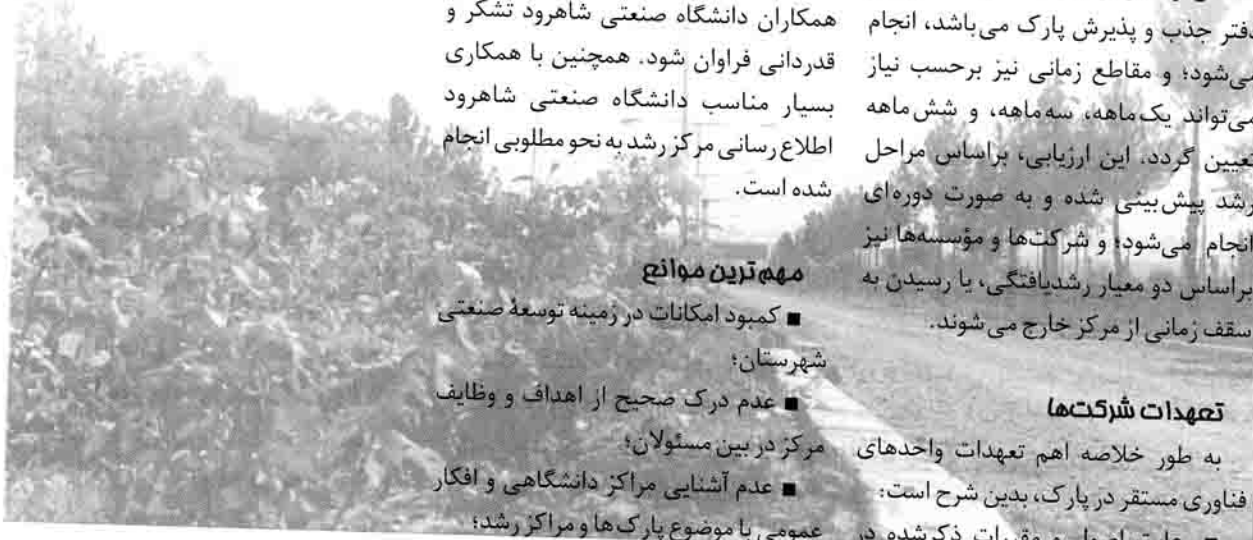 دفتر جذب و پذیرش پارک می‌باشد، انجام
می‌شود؛ و مقاطع زمانی نیز برحسب نیاز
می‌تواند یک‌ماهه، سه‌ماهه، و شش‌ماهه
تعیین گردد. این ارزیابی، براساس مراحل
رشد پیش‌بینی شده و به صورت دوره‌ای
انجام می‌شود؛ و شرکت‌ها و مؤسسه‌ها نیز
براساس دو معیار رشدیافتگی، یا رسیدن به
سقف زمانی از مرکز خارج می‌شوند.
تعهدات شرکت‌ها
به طور خلاصه اهم تعهدات واحدهای
فناوری مستقر در پارک، بدین شرح است:
و مقررات ذکرشده در
همکاران دانشگاه صنعتی شاهرود تشکر و
قدردانی فراوان شود. همچنین با همکاری
بسیار مناسب دانشگاه صنعتی شاهرود
اطلاع‌رسانی مرکز رشد به نحو مطلوبی انجام
شده است.
مهم‌ترین موانع
■ کمبود امکانات در زمینه توسعۀ صنعتی
شهرستان؛
■ عدم درک صحیح از اهداف و وظایف
مرکز در بین مسئولان؛
■ عدم آشنایی مراکز دانشگاهی و افکار
عمومی با موضوع پارک‌ها و مراکز رشد؛